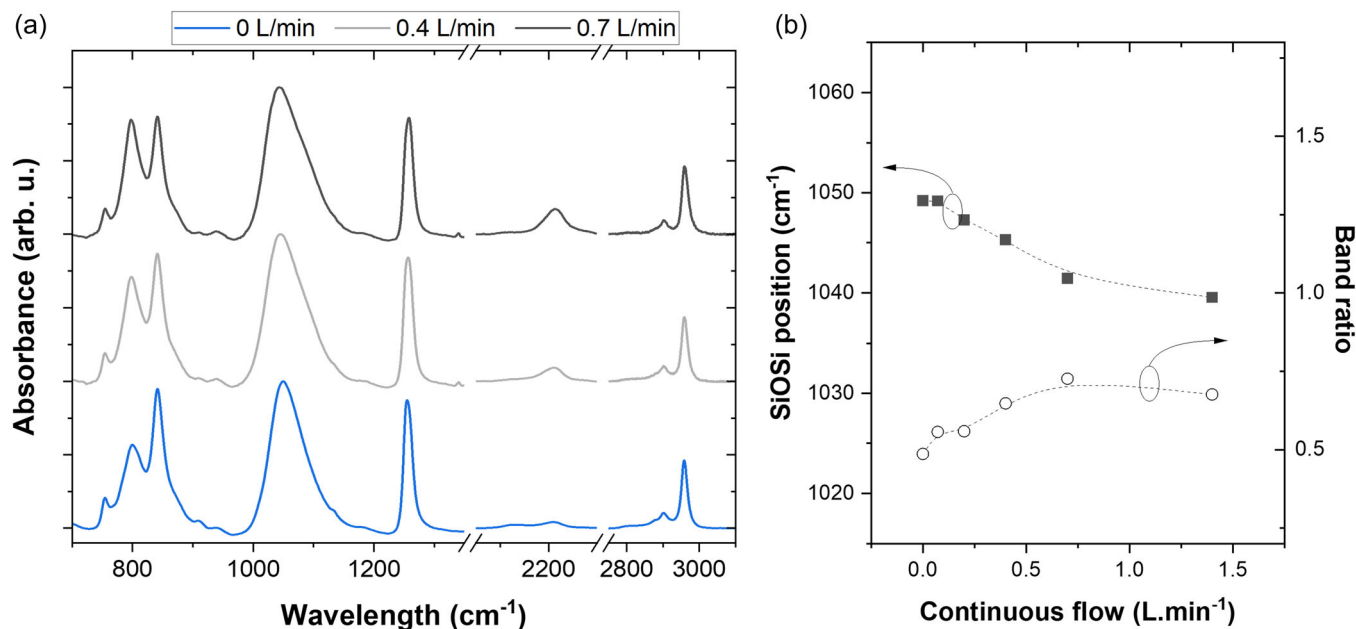 (a)
0 L/min 0.4 L/min 0.7 L/min
Absorbance (arb. u.)
800 1000 1200 2200 2800 3000
Wavelength (cm⁻¹)
(b)
1060
1050
1040
1030
1020
SiOSi position (cm⁻¹)
1.5
1.0
0.5
Band ratio
0.0 0.5 1.0 1.5
Continuous flow (L.min⁻¹)